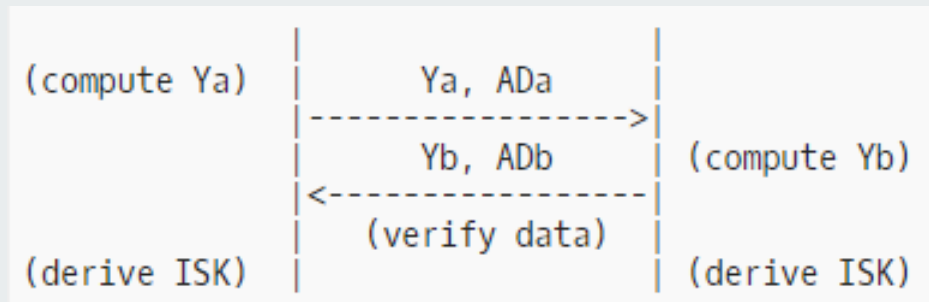 (compute Ya) Ya, ADa
----------------->
Yb, ADb (compute Yb)
<-----------------
(verify data)
(derive ISK) (derive ISK)